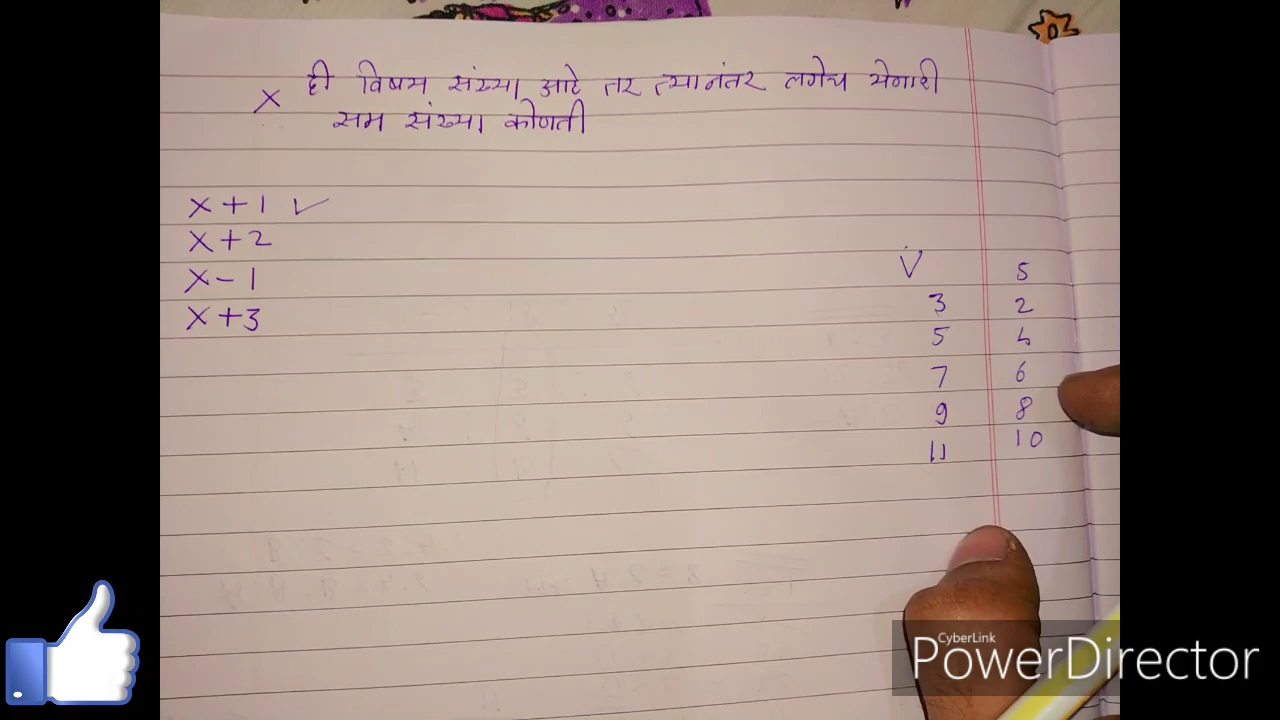 x ही विषम संख्या आहे तर त्यानंतर लगेच येणारी
सम संख्या कोणती
x + 1 ✓
x + 2
x - 1
x + 3
V S
3 2
5 4
7 6
9 8
11 10
CyberLink
PowerDirector